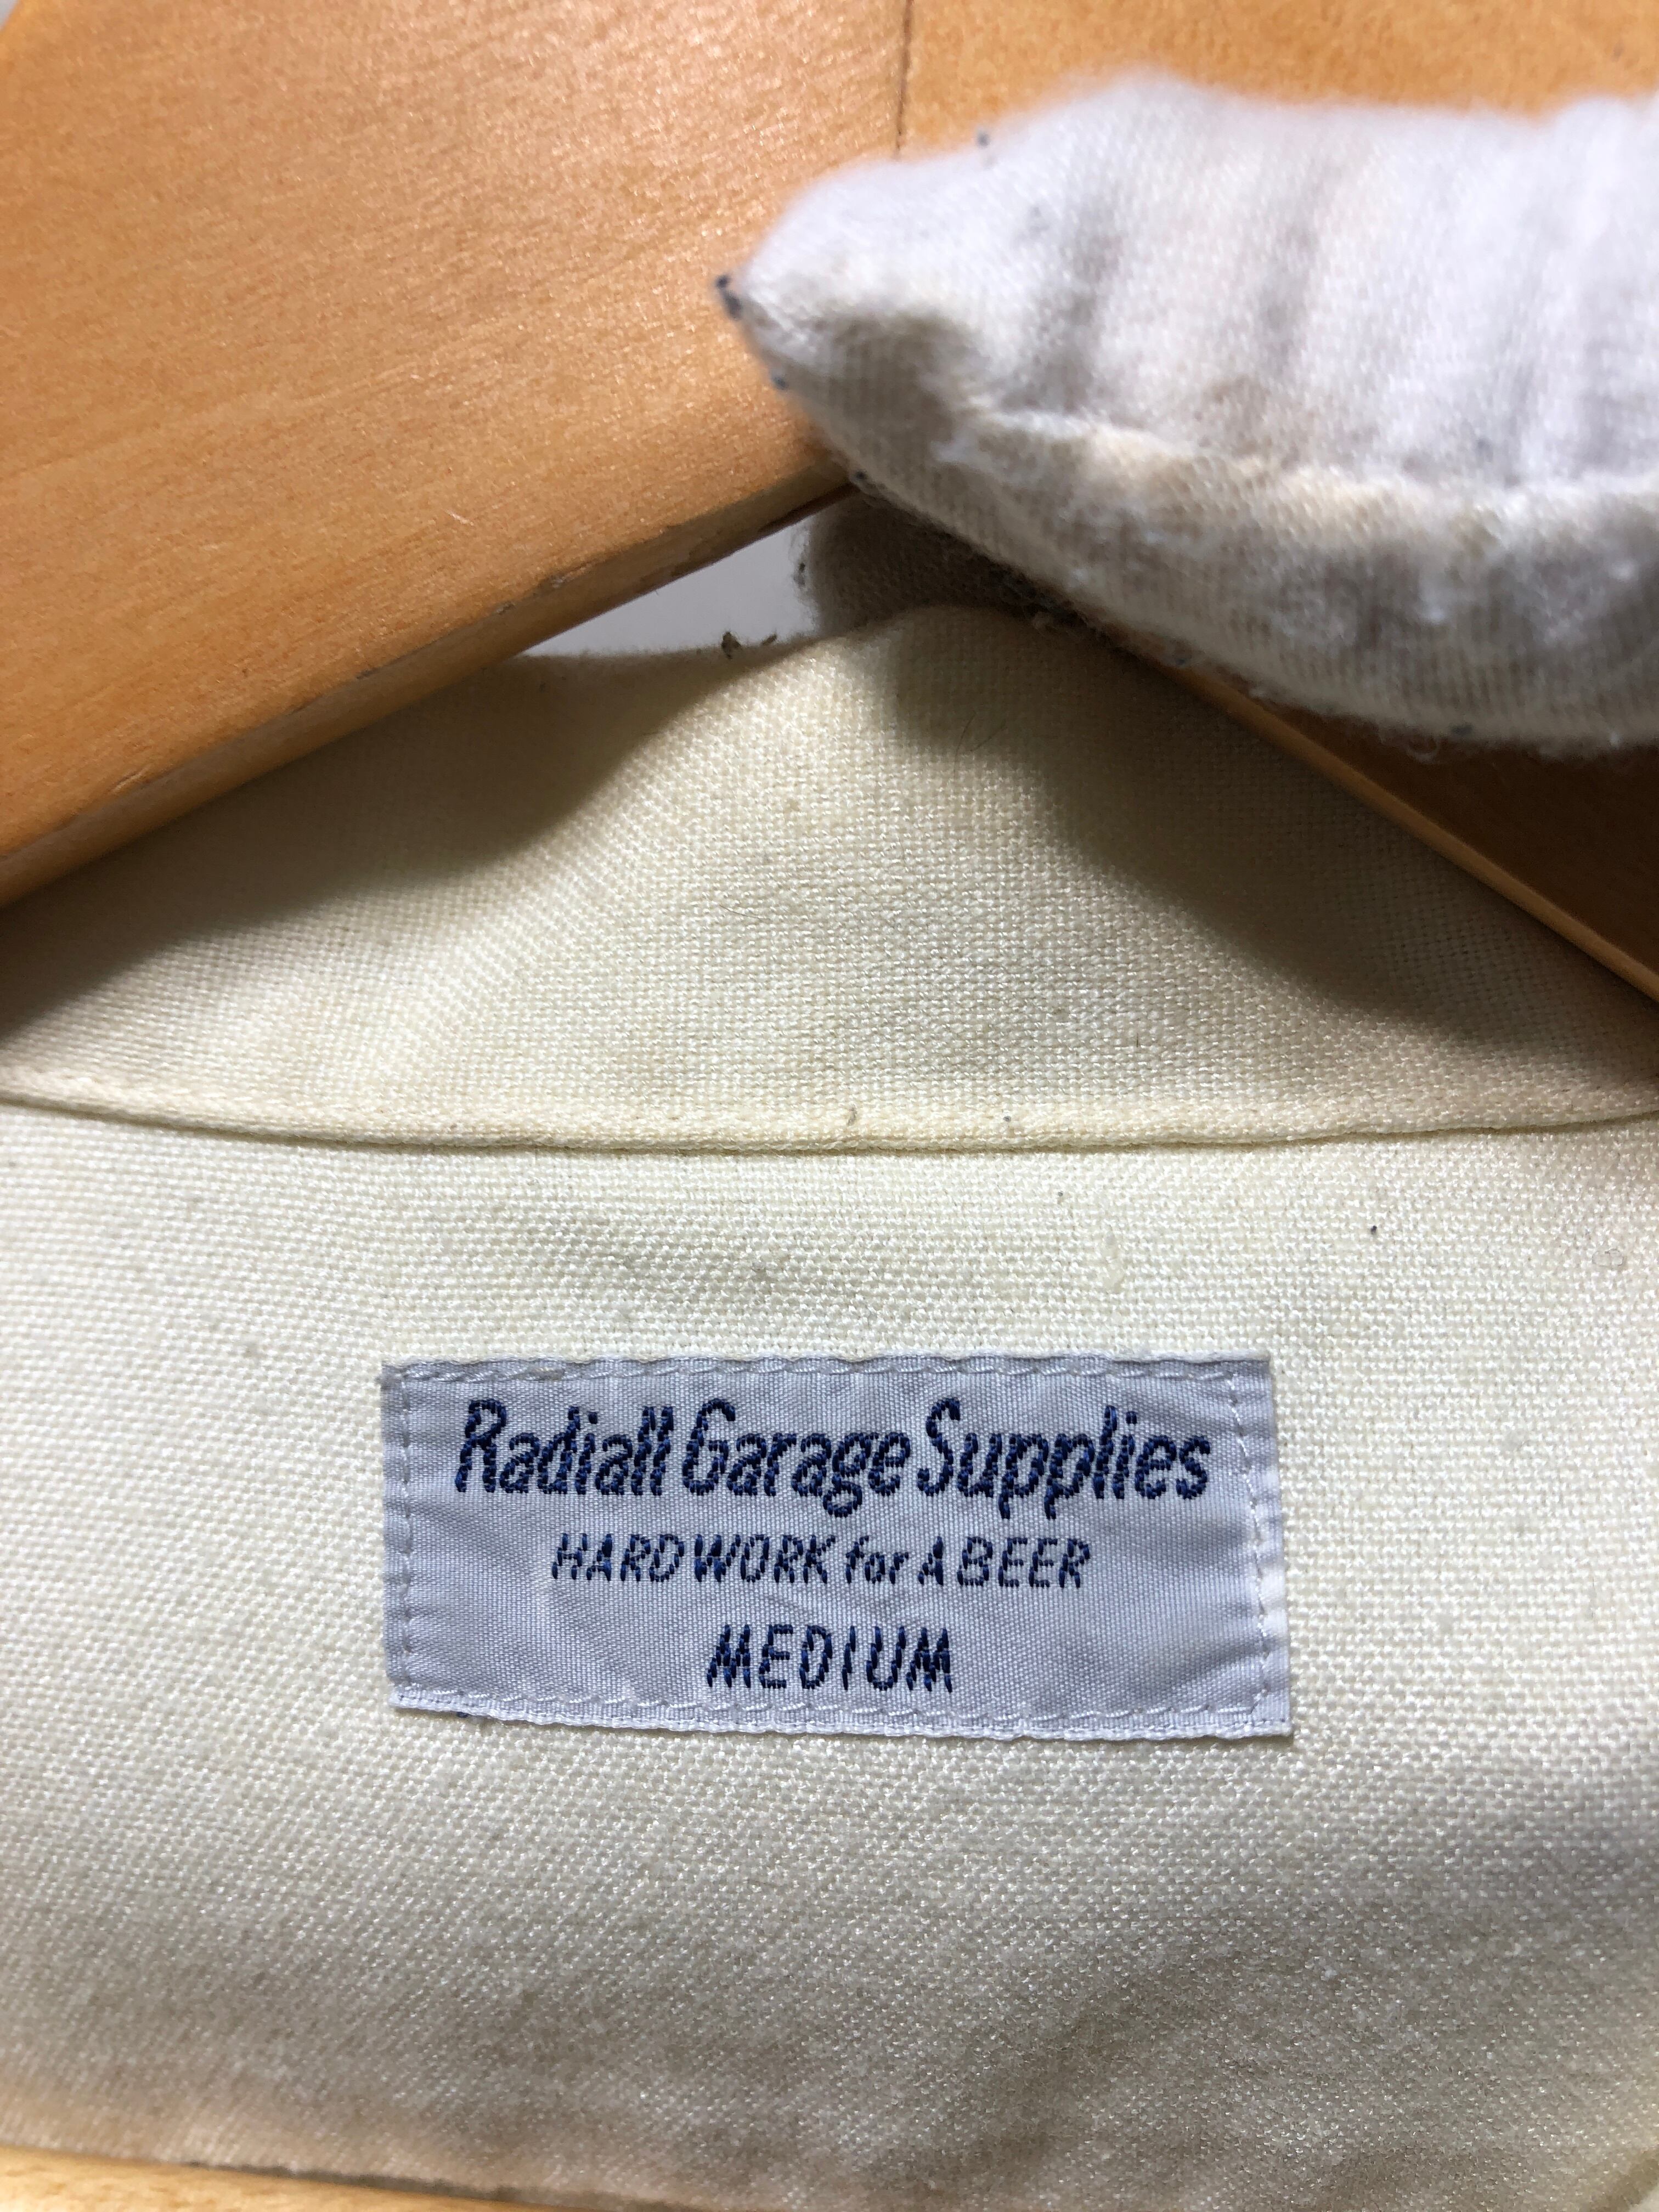 Radiall Garage Supplies
HARD WORK for A BEER
MEDIUM